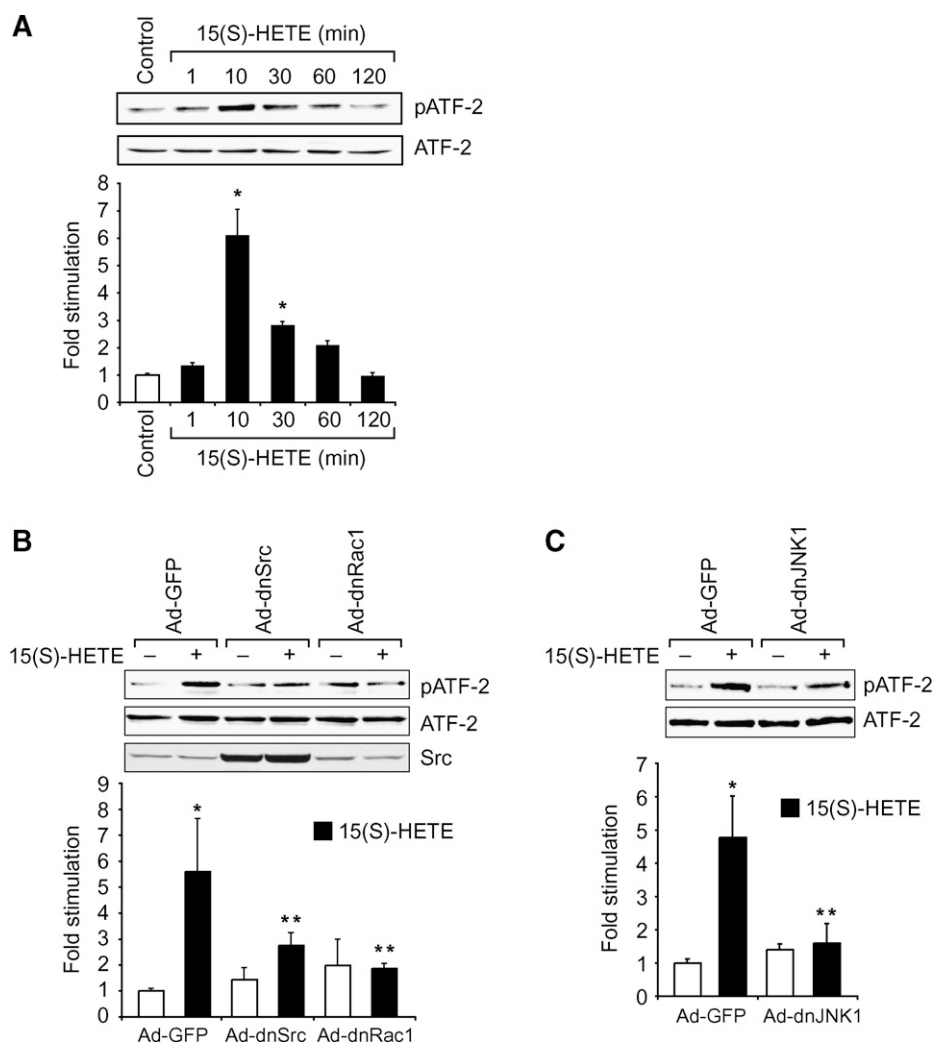 A
15(S)-HETE (min)
Control 1 10 30 60 120
pATF-2
ATF-2
Fold stimulation
8
7
6
5
4
3
2
1
0
*
*
Control 1 10 30 60 120
15(S)-HETE (min)
B
Ad-GFP Ad-dnSrc Ad-dnRac1
15(S)-HETE – + – + – +
pATF-2
ATF-2
Src
Fold stimulation
9
8
7
6
5
4
3
2
1
0
*
**
**
15(S)-HETE
Ad-GFP Ad-dnSrc Ad-dnRac1
C
Ad-GFP Ad-dnJNK1
15(S)-HETE – + – +
pATF-2
ATF-2
Fold stimulation
7
6
5
4
3
2
1
0
*
**
15(S)-HETE
Ad-GFP Ad-dnJNK1